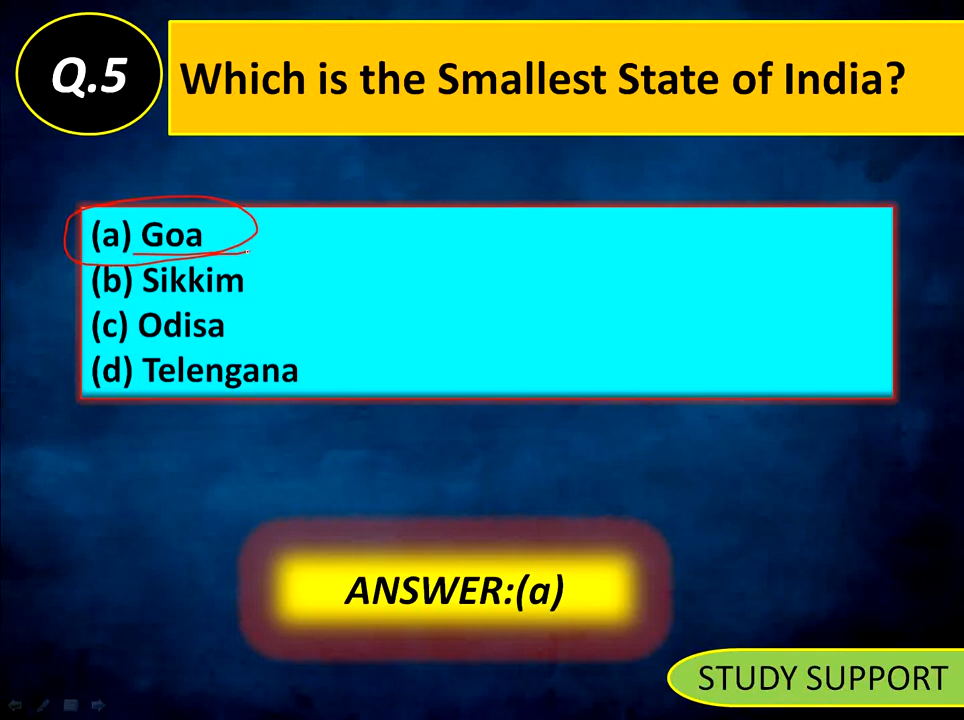 Q.5
Which is the Smallest State of India?
(a) Goa
(b) Sikkim
(c) Odisa
(d) Telengana
ANSWER:(a)
STUDY SUPPORT